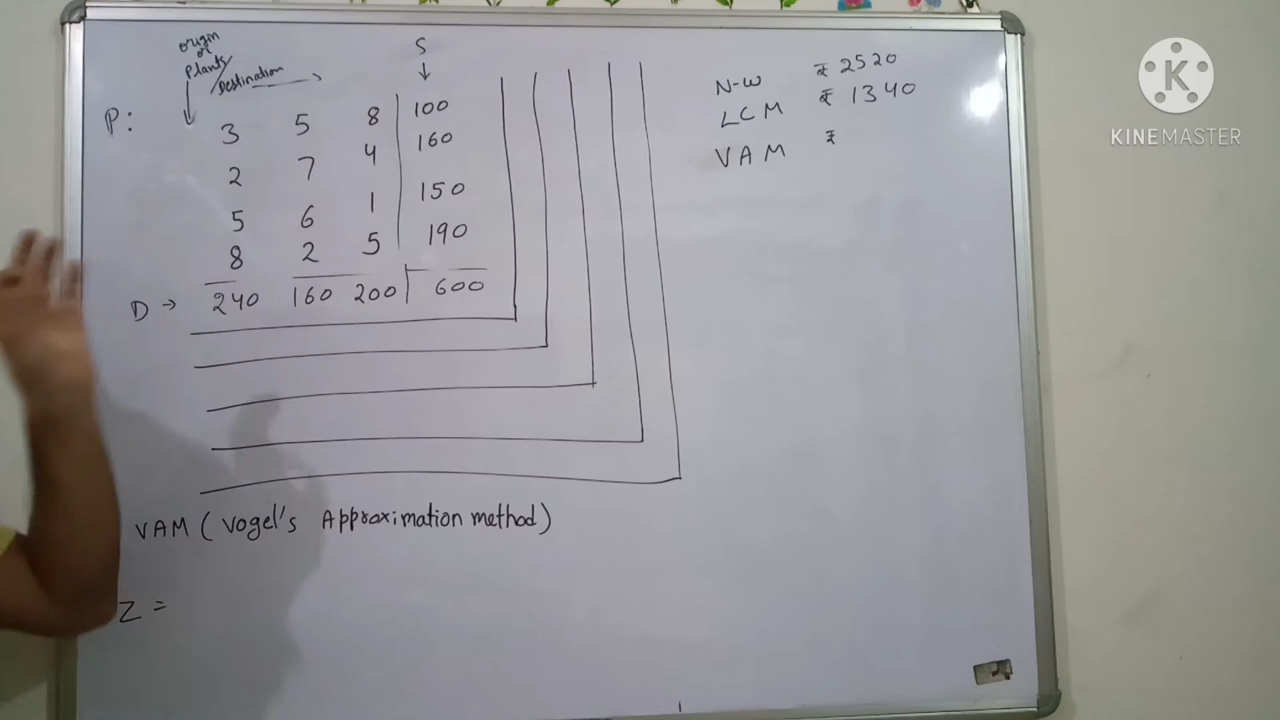 origin
or
Plants/
Destination
S
P:
3 5 8 100
2 7 4 160
5 6 1 150
8 2 5 190
D → 240 160 200 600
N-W ₹ 2520
LCM ₹ 1340
VAM ₹
VAM (Vogel's Approximation method)
Z =
K
KINEMASTER